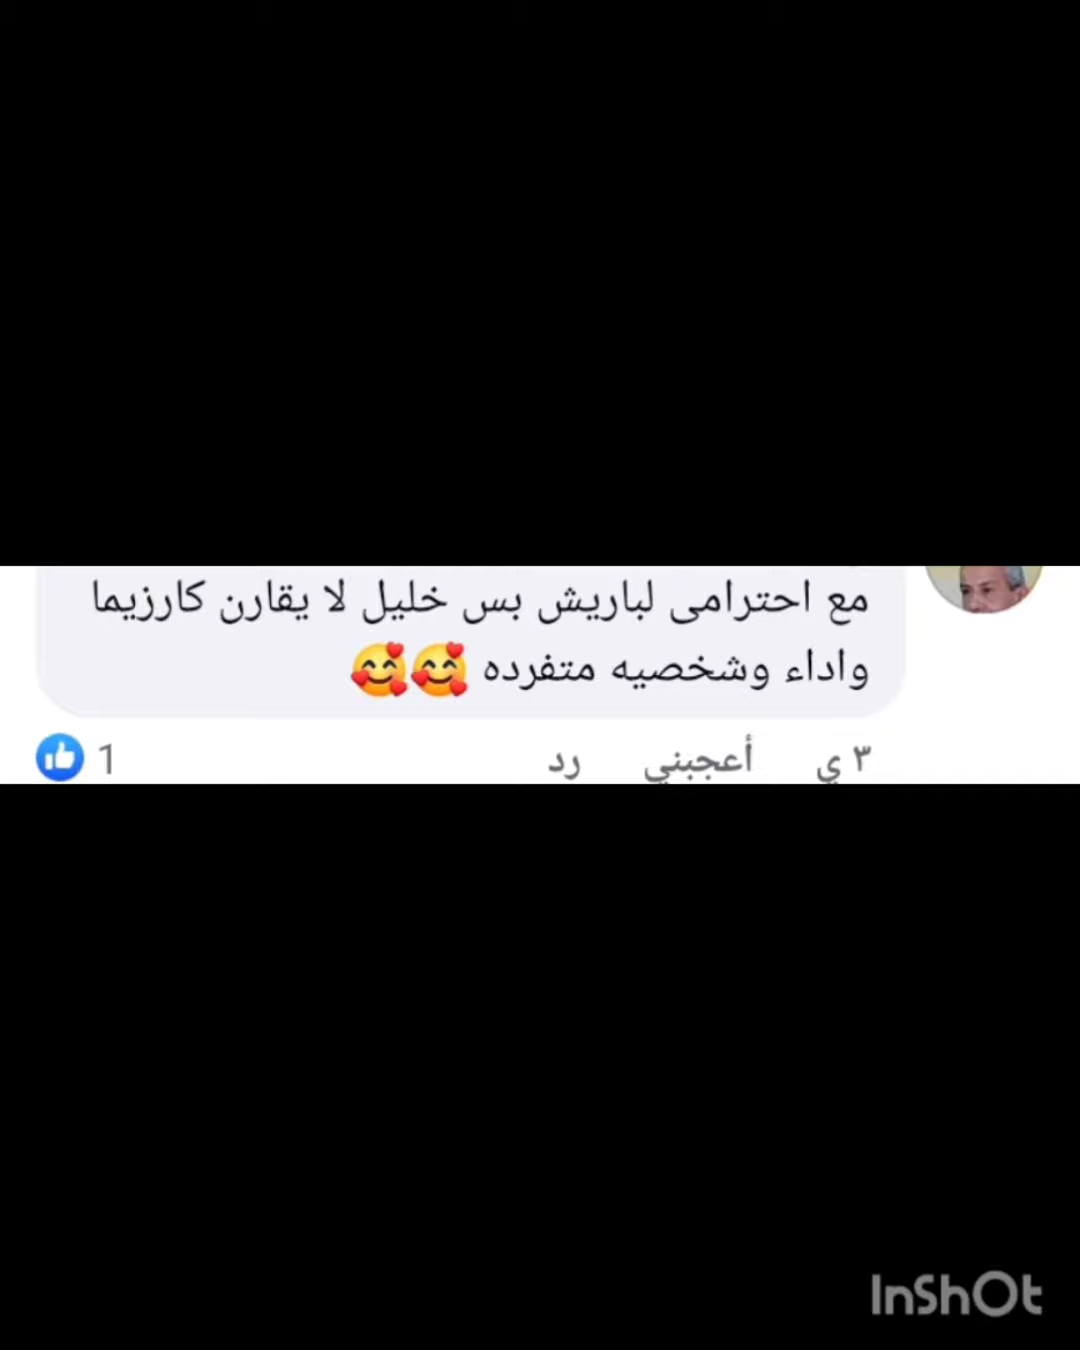 مع احترامى لباريش بس خليل لا يقارن كارزيما
واداء وشخصيه متفرده 🥰🥰
٣ ي أعجبني رد 1
InShOt